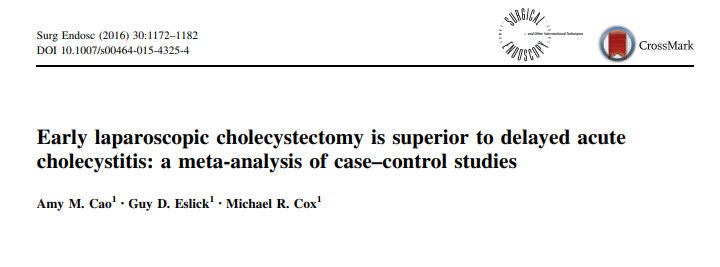 Surg Endosc (2016) 30:1172–1182
DOI 10.1007/s00464-015-4325-4
SURGICAL
and Other Interventional Techniques
ENDOSCOPY
CrossMark
Early laparoscopic cholecystectomy is superior to delayed acute
cholecystitis: a meta-analysis of case–control studies
Amy M. Cao1 · Guy D. Eslick1 · Michael R. Cox1